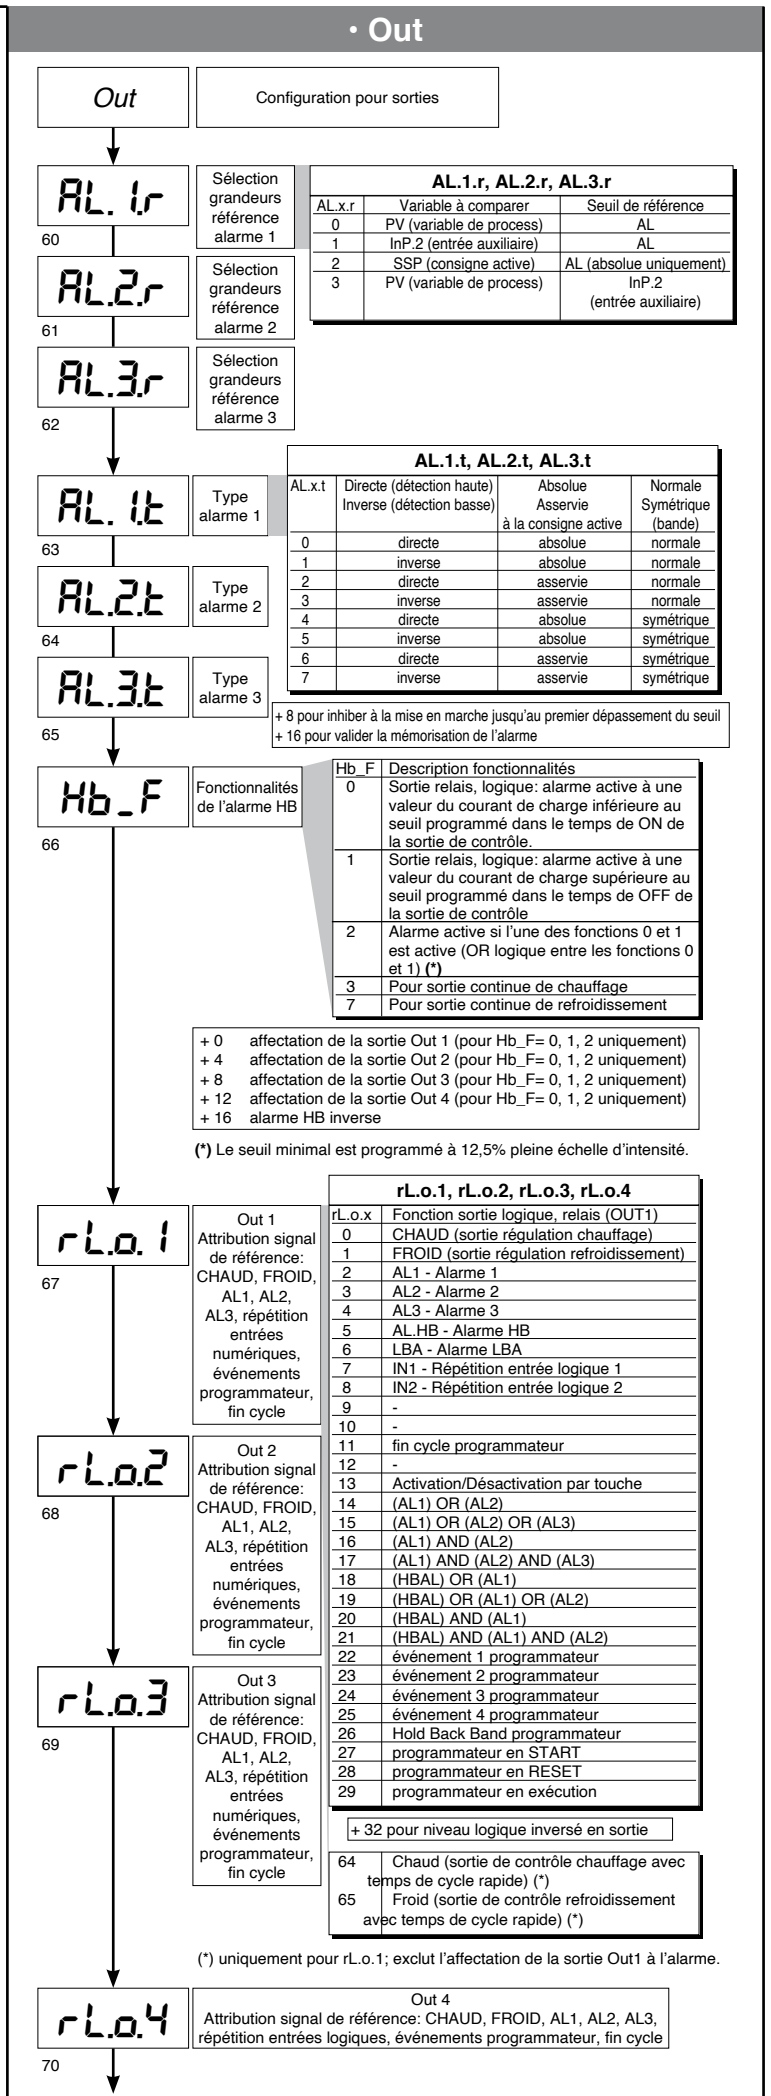 • Out
Out
Configuration pour sorties
AL.1.r
60
Sélection
grandeurs
référence
alarme 1
AL.1.r, AL.2.r, AL.3.r
AL.x.r Variable à comparer Seuil de référence
0 PV (variable de process) AL
1 InP.2 (entrée auxiliaire) AL
2 SSP (consigne active) AL (absolue uniquement)
3 PV (variable de process) InP.2
(entrée auxiliaire)
AL.2.r
61
Sélection
grandeurs
référence
alarme 2
AL.3.r
62
Sélection
grandeurs
référence
alarme 3
AL.1.t, AL.2.t, AL.3.t
AL.x.t Directe (détection haute) Absolue Normale
Inverse (détection basse) Asservie Symétrique
à la consigne active (bande)
0 directe absolue normale
1 inverse absolue normale
2 directe asservie normale
3 inverse asservie normale
4 directe absolue symétrique
5 inverse absolue symétrique
6 directe asservie symétrique
7 inverse asservie symétrique
AL.1.t
63
Type
alarme 1
AL.2.t
64
Type
alarme 2
AL.3.t
65
Type
alarme 3
+ 8 pour inhiber à la mise en marche jusqu'au premier dépassement du seuil
+ 16 pour valider la mémorisation de l'alarme
Hb_F
66
Fonctionnalités
de l'alarme HB
Hb_F Description fonctionnalités
0 Sortie relais, logique: alarme active à une
valeur du courant de charge inférieure au
seuil programmé dans le temps de ON de
la sortie de contrôle.
1 Sortie relais, logique: alarme active à une
valeur du courant de charge supérieure au
seuil programmé dans le temps de OFF de
la sortie de contrôle
2 Alarme active si l'une des fonctions 0 et 1
est active (OR logique entre les fonctions 0
et 1) (*)
3 Pour sortie continue de chauffage
7 Pour sortie continue de refroidissement
+ 0 affectation de la sortie Out 1 (pour Hb_F= 0, 1, 2 uniquement)
+ 4 affectation de la sortie Out 2 (pour Hb_F= 0, 1, 2 uniquement)
+ 8 affectation de la sortie Out 3 (pour Hb_F= 0, 1, 2 uniquement)
+ 12 affectation de la sortie Out 4 (pour Hb_F= 0, 1, 2 uniquement)
+ 16 alarme HB inverse
(*) Le seuil minimal est programmé à 12,5% pleine échelle d'intensité.
rL.o.1
67
Out 1
Attribution signal
de référence:
CHAUD, FROID,
AL1, AL2,
AL3, répétition
entrées
numériques,
événements
programmateur,
fin cycle
rL.o.2
68
Out 2
Attribution signal
de référence:
CHAUD, FROID,
AL1, AL2,
AL3, répétition
entrées
numériques,
événements
programmateur,
fin cycle
rL.o.3
69
Out 3
Attribution signal
de référence:
CHAUD, FROID,
AL1, AL2,
AL3, répétition
entrées
numériques,
événements
programmateur,
fin cycle
rL.o.1, rL.o.2, rL.o.3, rL.o.4
rL.o.x Fonction sortie logique, relais (OUT1)
0 CHAUD (sortie régulation chauffage)
1 FROID (sortie régulation refroidissement)
2 AL1 - Alarme 1
3 AL2 - Alarme 2
4 AL3 - Alarme 3
5 AL.HB - Alarme HB
6 LBA - Alarme LBA
7 IN1 - Répétition entrée logique 1
8 IN2 - Répétition entrée logique 2
9 -
10 -
11 fin cycle programmateur
12 -
13 Activation/Désactivation par touche
14 (AL1) OR (AL2)
15 (AL1) OR (AL2) OR (AL3)
16 (AL1) AND (AL2)
17 (AL1) AND (AL2) AND (AL3)
18 (HBAL) OR (AL1)
19 (HBAL) OR (AL1) OR (AL2)
20 (HBAL) AND (AL1)
21 (HBAL) AND (AL1) AND (AL2)
22 événement 1 programmateur
23 événement 2 programmateur
24 événement 3 programmateur
25 événement 4 programmateur
26 Hold Back Band programmateur
27 programmateur en START
28 programmateur en RESET
29 programmateur en exécution
+ 32 pour niveau logique inversé en sortie
64 Chaud (sortie de contrôle chauffage avec
temps de cycle rapide) (*)
65 Froid (sortie de contrôle refroidissement
avec temps de cycle rapide) (*)
(*) uniquement pour rL.o.1; exclut l'affectation de la sortie Out1 à l'alarme.
rL.o.4
70
Out 4
Attribution signal de référence: CHAUD, FROID, AL1, AL2, AL3,
répétition entrées logiques, événements programmateur, fin cycle